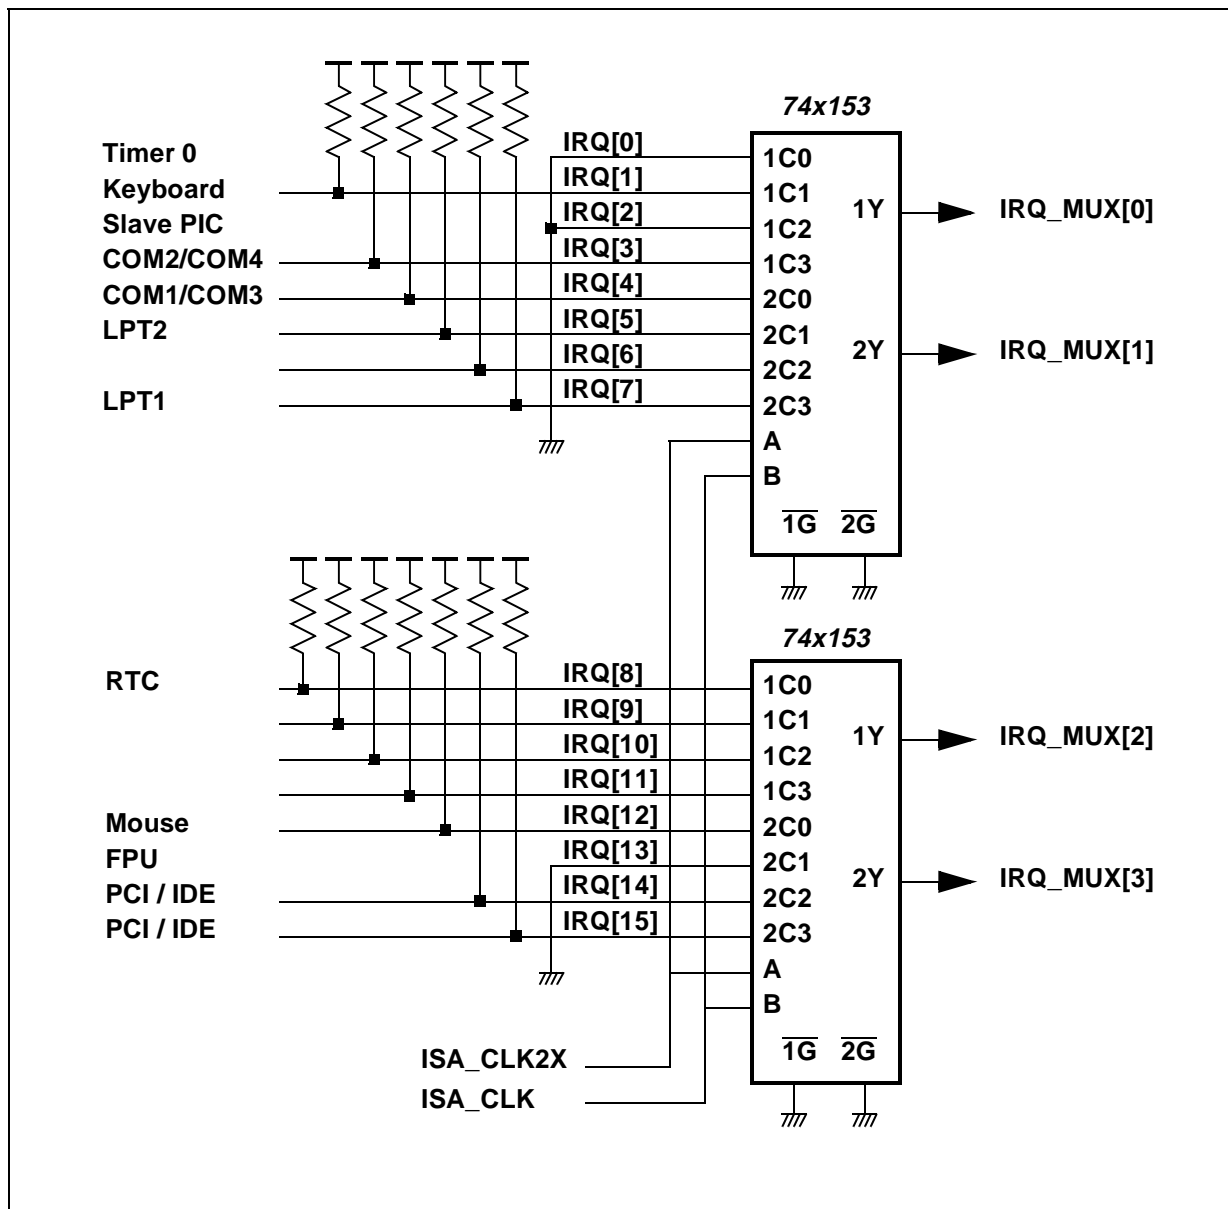 74x153
Timer 0
IRQ[0]
1C0
Keyboard
IRQ[1]
1C1
1Y
IRQ_MUX[0]
Slave PIC
IRQ[2]
1C2
COM2/COM4
IRQ[3]
1C3
COM1/COM3
IRQ[4]
2C0
LPT2
IRQ[5]
2C1
2Y
IRQ_MUX[1]
IRQ[6]
2C2
LPT1
IRQ[7]
2C3
A
B
1G 2G
74x153
RTC
IRQ[8]
1C0
IRQ[9]
1C1
1Y
IRQ_MUX[2]
IRQ[10]
1C2
IRQ[11]
1C3
Mouse
IRQ[12]
2C0
FPU
IRQ[13]
2C1
2Y
IRQ_MUX[3]
PCI / IDE
IRQ[14]
2C2
PCI / IDE
IRQ[15]
2C3
A
B
1G 2G
ISA_CLK2X
ISA_CLK